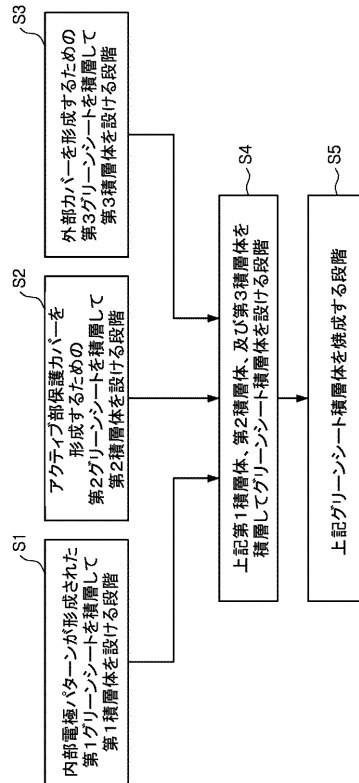 S1
内部電極パターンが形成された
第1グリーンシートを積層して
第1積層体を設ける段階
S2
アクティブ部保護カバーを
形成するための
第2グリーンシートを積層して
第2積層体を設ける段階
S3
外部カバーを形成するための
第3グリーンシートを積層して
第3積層体を設ける段階
S4
上記第1積層体、第2積層体、及び第3積層体を
積層してグリーンシート積層体を設ける段階
S5
上記グリーンシート積層体を焼成する段階